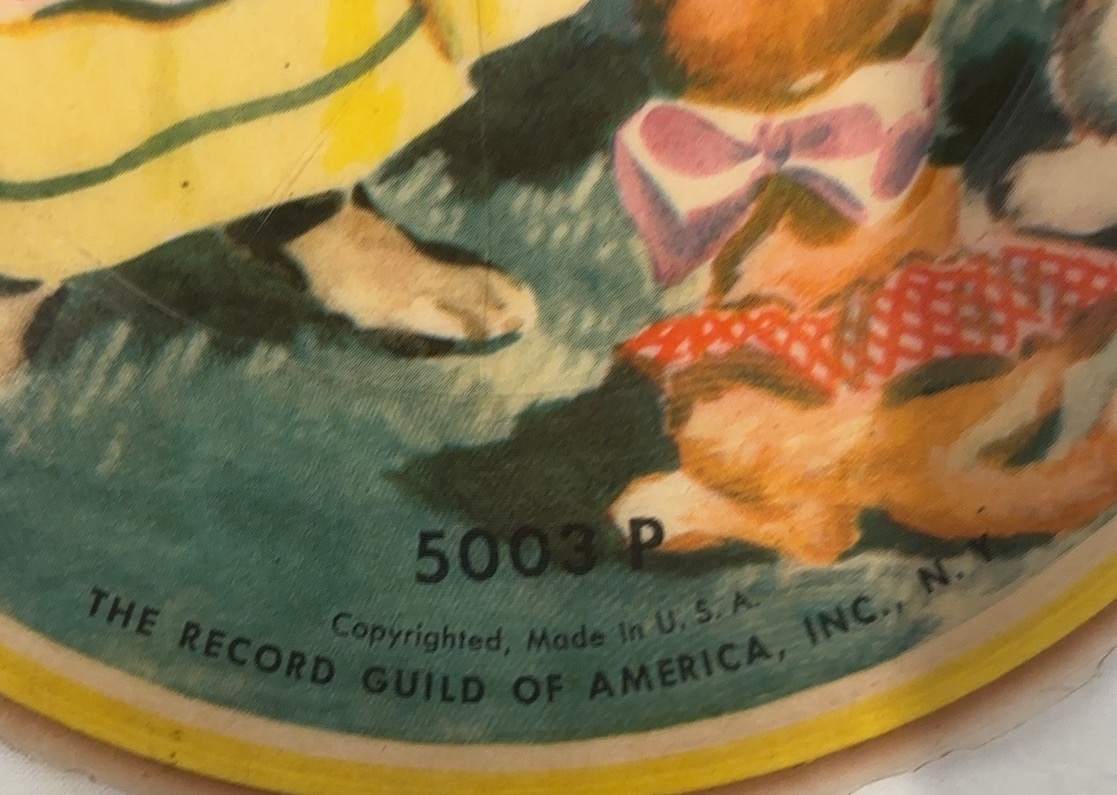 5003 P
Copyrighted, Made in U. S. A.
THE RECORD GUILD OF AMERICA, INC., N. Y